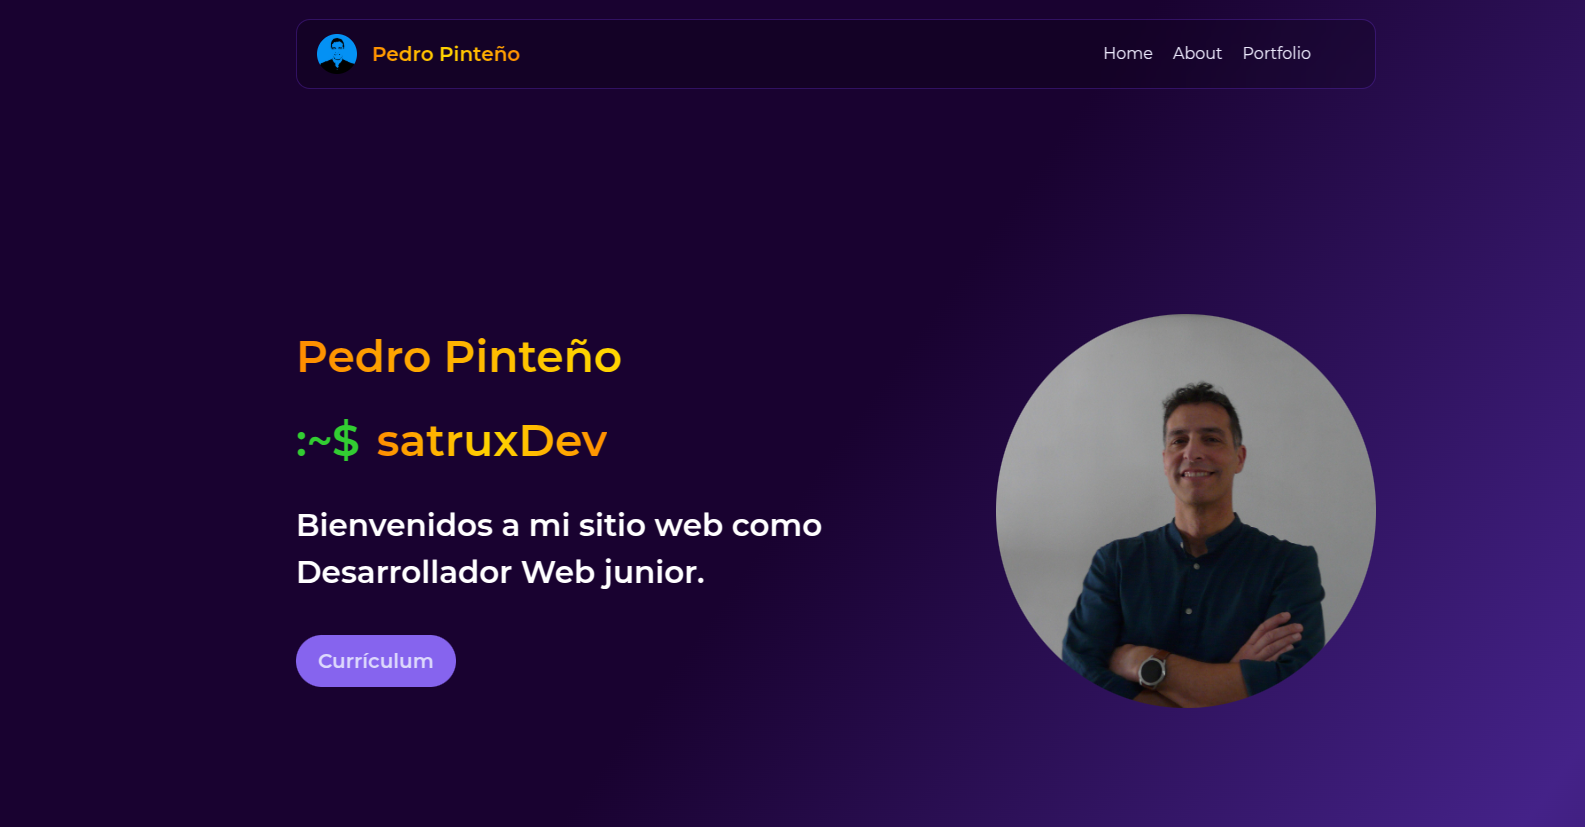 Pedro Pinteño
Home About Portfolio
Pedro Pinteño
:~$ satruxDev
Bienvenidos a mi sitio web como
Desarrollador Web junior.
Currículum